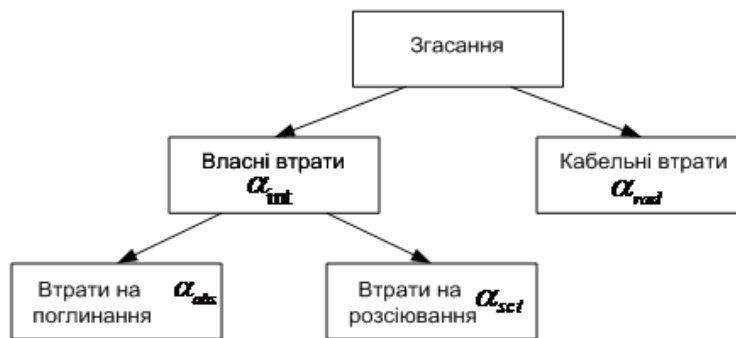 Згасання
Власні втрати
α_int
Кабельні втрати
α_rad
Втрати на
поглинання α_abs
Втрати на
розсіювання α_sct